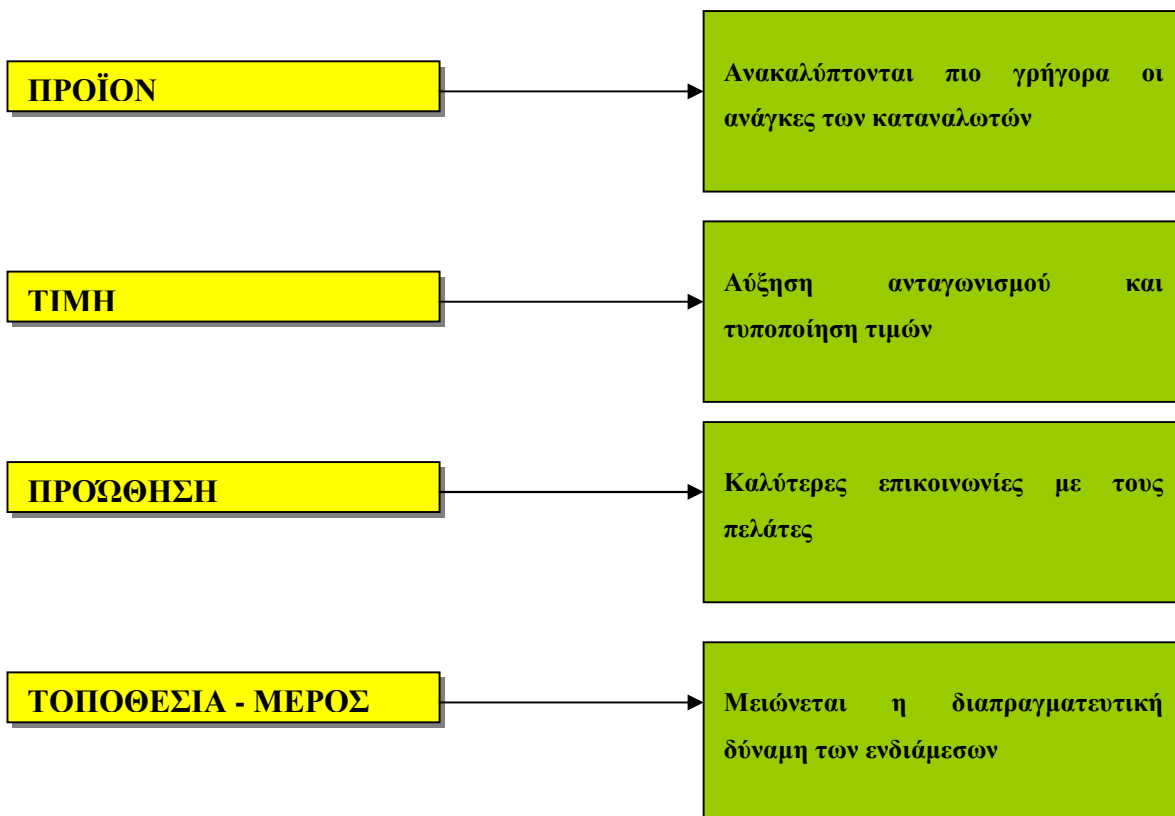 ΠΡΟΪΟΝ
Ανακαλύπτονται πιο γρήγορα οι
ανάγκες των καταναλωτών
ΤΙΜΗ
Αύξηση ανταγωνισμού και
τυποποίηση τιμών
ΠΡΟΏΘΗΣΗ
Καλύτερες επικοινωνίες με τους
πελάτες
ΤΟΠΟΘΕΣΙΑ - ΜΕΡΟΣ
Μειώνεται η διαπραγματευτική
δύναμη των ενδιάμεσων